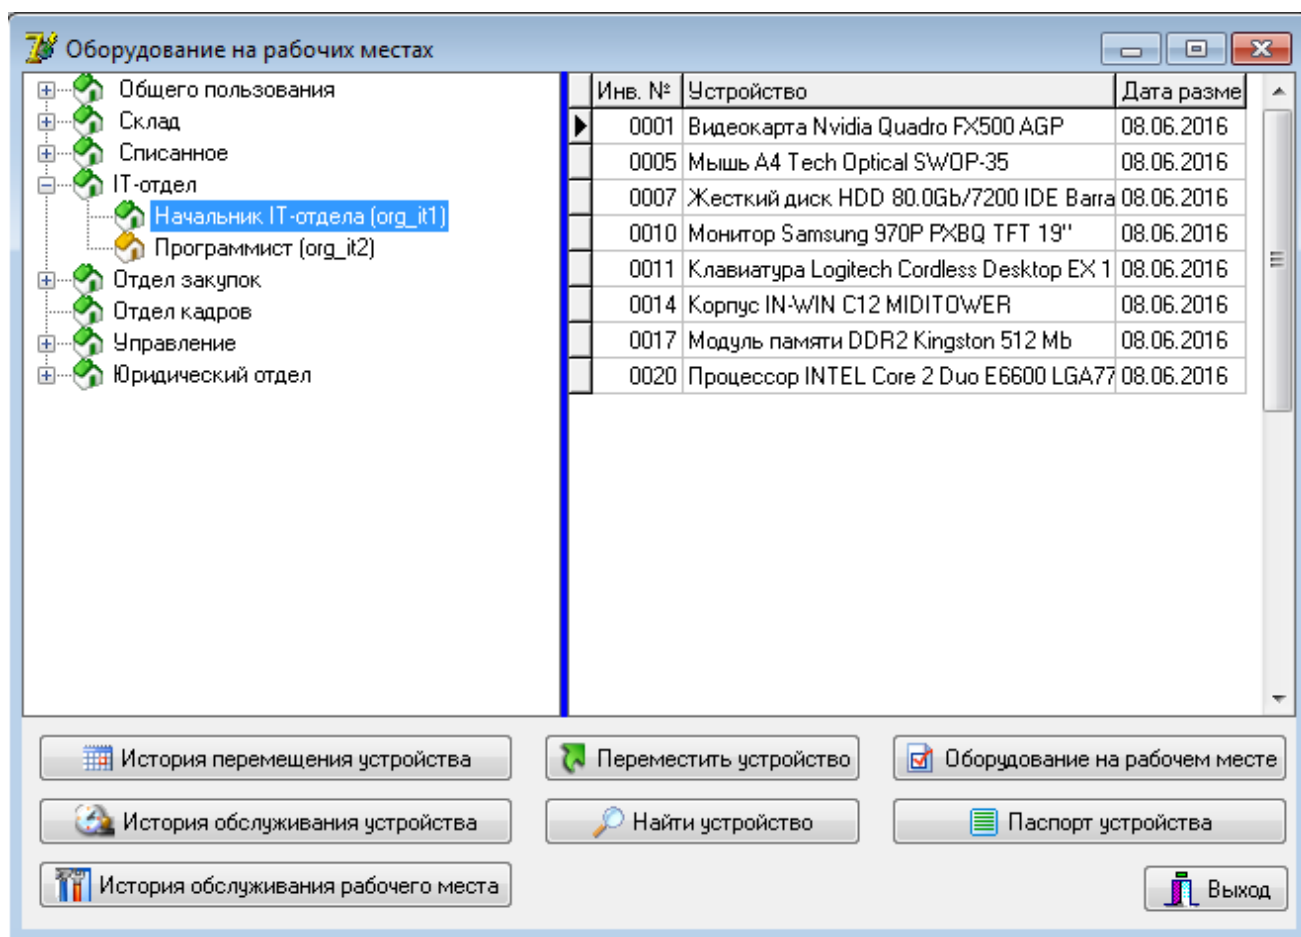 Оборудование на рабочих местах
Общего пользования
Склад
Списанное
IT-отдел
Начальник IT-отдела (org_it1)
Программист (org_it2)
Отдел закупок
Отдел кадров
Управление
Юридический отдел
Инв. № Устройство Дата разме
0001 Видеокарта Nvidia Quadro FX500 AGP 08.06.2016
0005 Мышь A4 Tech Optical SWOP-35 08.06.2016
0007 Жесткий диск HDD 80.0Gb/7200 IDE Barra 08.06.2016
0010 Монитор Samsung 970P PXBQ TFT 19'' 08.06.2016
0011 Клавиатура Logitech Cordless Desktop EX 1 08.06.2016
0014 Корпус IN-WIN C12 MIDITOWER 08.06.2016
0017 Модуль памяти DDR2 Kingston 512 Mb 08.06.2016
0020 Процессор INTEL Core 2 Duo E6600 LGA77 08.06.2016
История перемещения устройства Переместить устройство Оборудование на рабочем месте
История обслуживания устройства Найти устройство Паспорт устройства
История обслуживания рабочего места Выход